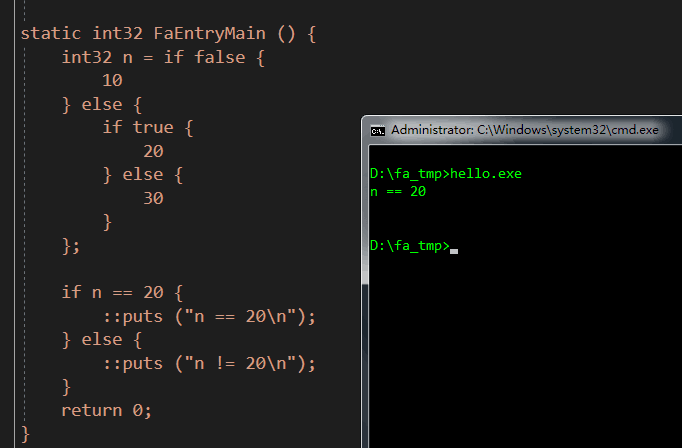 static int32 FaEntryMain () {
    int32 n = if false {
        10
    } else {
        if true {
            20
        } else {
            30
        }
    };

    if n == 20 {
        ::puts ("n == 20\n");
    } else {
        ::puts ("n != 20\n");
    }
    return 0;
}
Administrator: C:\Windows\system32\cmd.exe
D:\fa_tmp>hello.exe
n == 20
D:\fa_tmp>